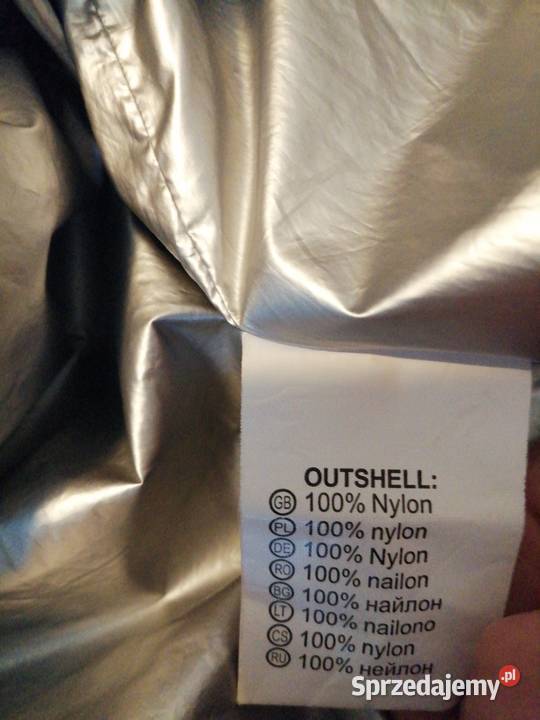 OUTSHELL:
GB 100% Nylon
PL 100% nylon
DE 100% Nylon
RO 100% nailon
BG 100% найлон
LT 100% nailono
CS 100% nylon
RU 100% нейлон
Sprzedajemy.pl